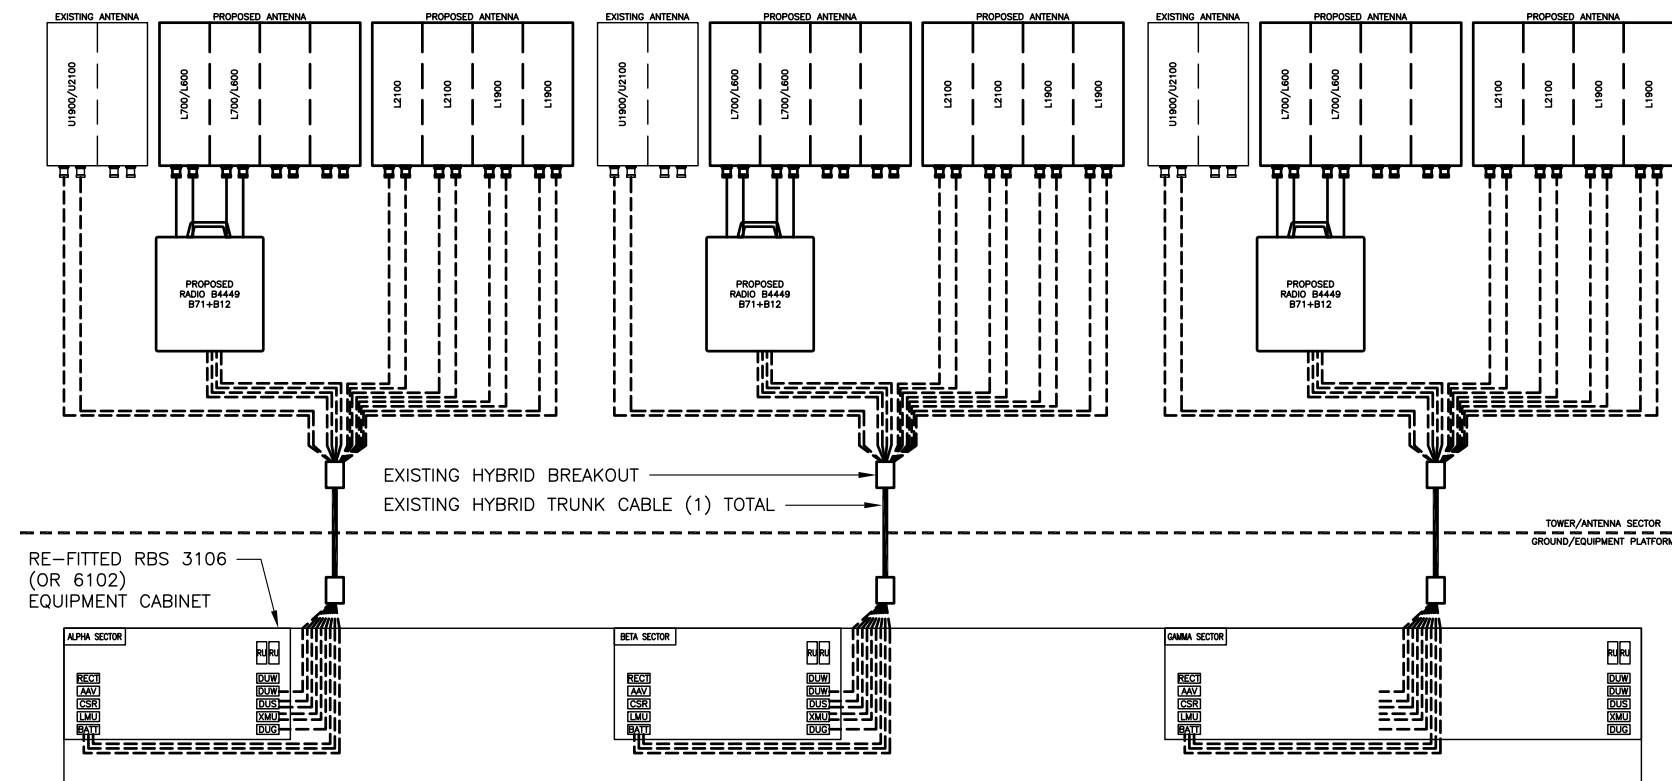 EXISTING ANTENNA
PROPOSED ANTENNA
PROPOSED ANTENNA
EXISTING ANTENNA
PROPOSED ANTENNA
PROPOSED ANTENNA
EXISTING ANTENNA
PROPOSED ANTENNA
PROPOSED ANTENNA
U1900/U2100
L700/L600
L700/L600
L2100
L2100
L1900
L1900
U1900/U2100
L700/L600
L700/L600
L2100
L2100
L1900
L1900
U1900/U2100
L700/L600
L700/L600
L2100
L2100
L1900
L1900
PROPOSED
RADIO B4449
B71+B12
PROPOSED
RADIO B4449
B71+B12
PROPOSED
RADIO B4449
B71+B12
EXISTING HYBRID BREAKOUT
EXISTING HYBRID TRUNK CABLE (1) TOTAL
TOWER/ANTENNA SECTOR
GROUND/EQUIPMENT PLATFORM
RE-FITTED RBS 3106
(OR 6102)
EQUIPMENT CABINET
ALPHA SECTOR
RU RU
RECT
AAV
CSR
LMU
BATT
DUW
DUW
DUS
XMU
DUG
BETA SECTOR
RU RU
RECT
AAV
CSR
LMU
BATT
DUW
DUW
DUS
XMU
DUG
GAMMA SECTOR
RU RU
RECT
AAV
CSR
LMU
BATT
DUW
DUW
DUS
XMU
DUG